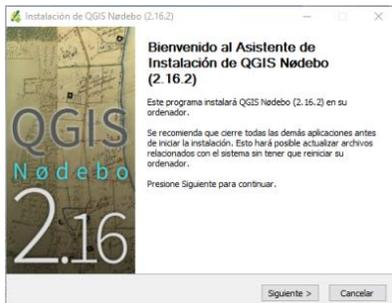 Instalación de QGIS Nødebo (2.16.2)
QGIS
Nødebo
2.16
Bienvenido al Asistente de
Instalación de QGIS Nødebo
(2.16.2)
Este programa instalará QGIS Nødebo (2.16.2) en su
ordenador.
Se recomienda que cierre todas las demás aplicaciones antes
de iniciar la instalación. Esto hará posible actualizar archivos
relacionados con el sistema sin tener que reiniciar su
ordenador.
Presione Siguiente para continuar.
Siguiente >
Cancelar